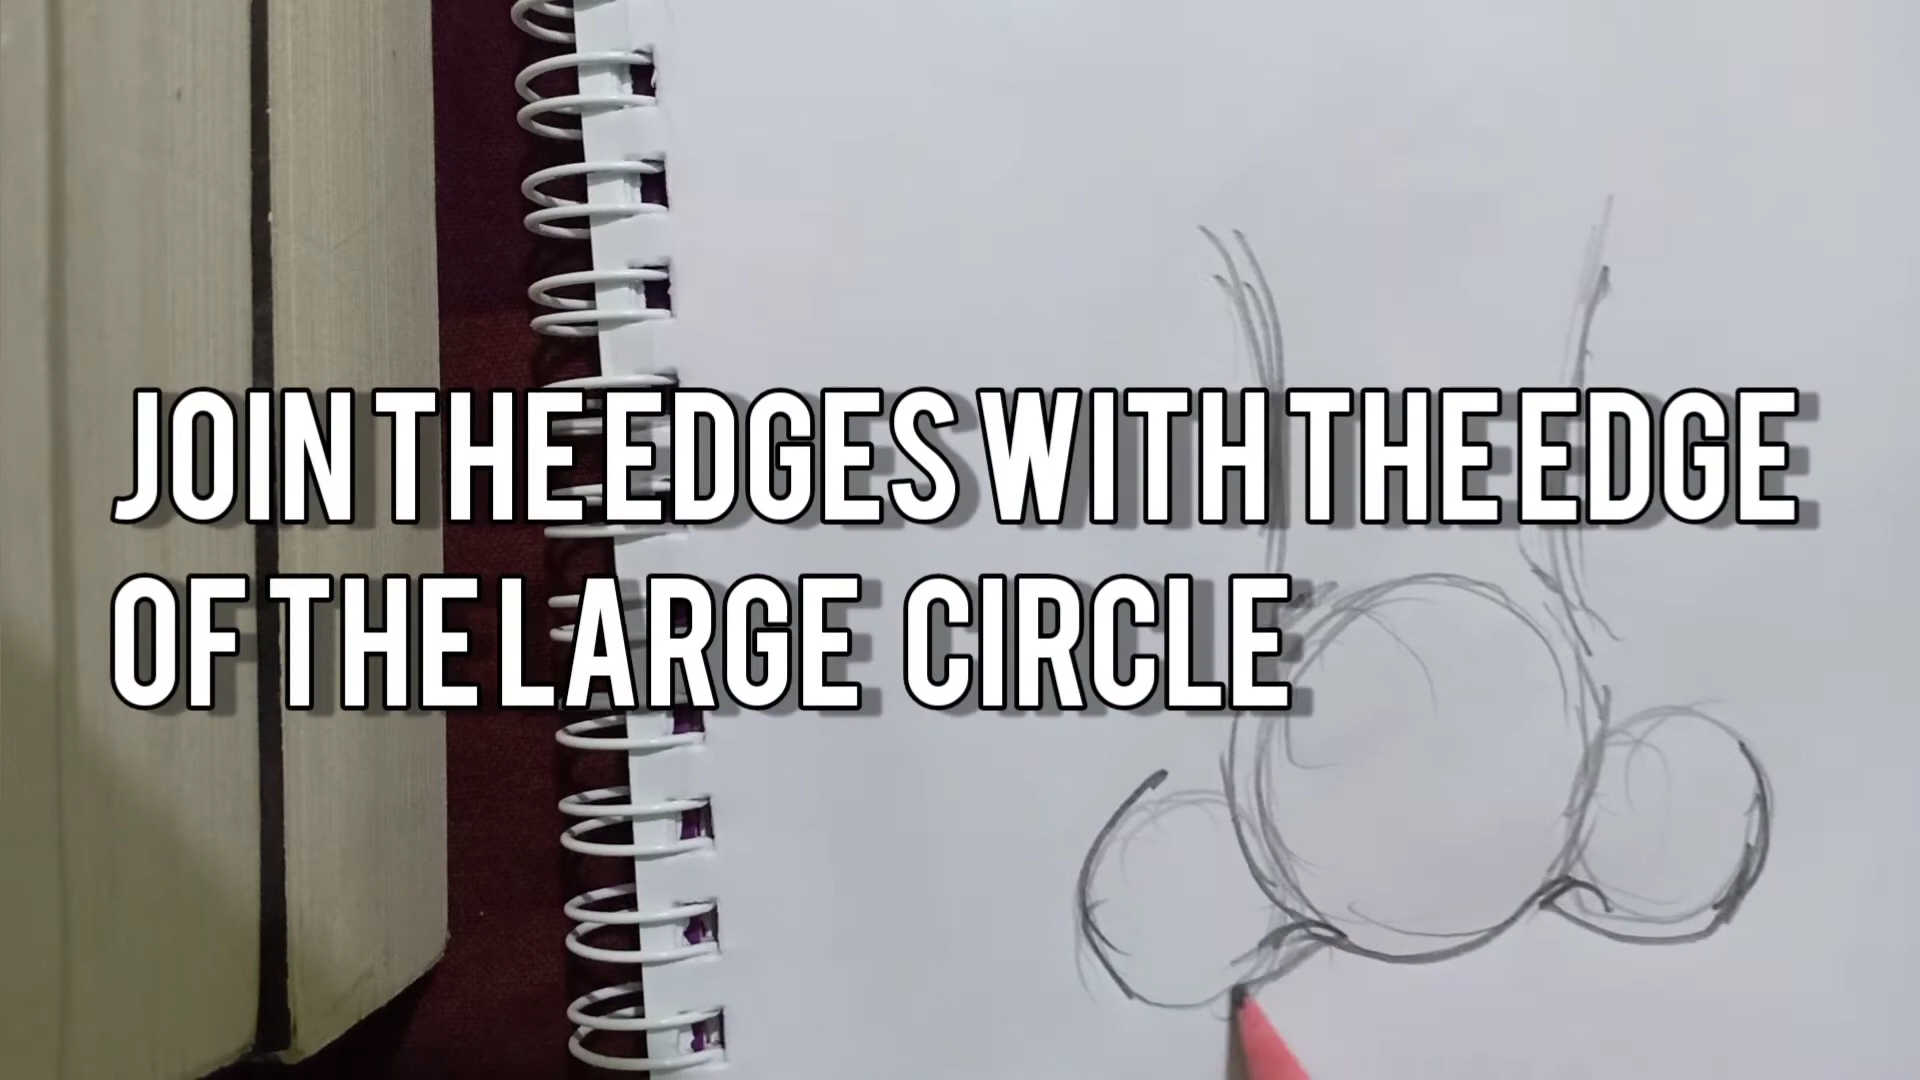 JOIN THE EDGES WITH THE EDGE
OF THE LARGE CIRCLE